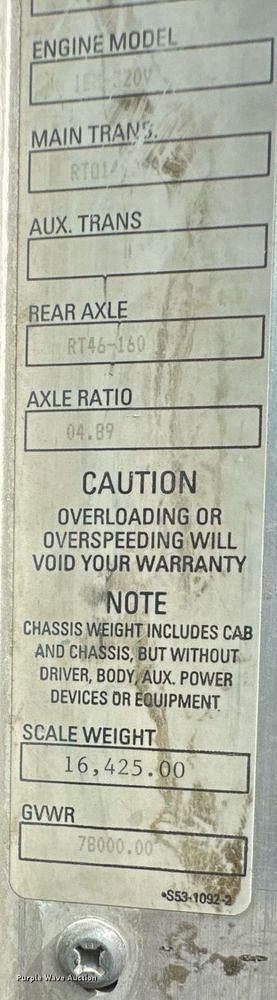 ENGINE MODEL
MAIN TRANS.
AUX. TRANS
REAR AXLE
RT46-160
AXLE RATIO
04.89
CAUTION
OVERLOADING OR
OVERSPEEDING WILL
VOID YOUR WARRANTY
NOTE
CHASSIS WEIGHT INCLUDES CAB
AND CHASSIS, BUT WITHOUT
DRIVER, BODY, AUX. POWER
DEVICES OR EQUIPMENT
SCALE WEIGHT
16,425.00
GVWR
78000.00
•S53-1092-2
Purple Wave Auction